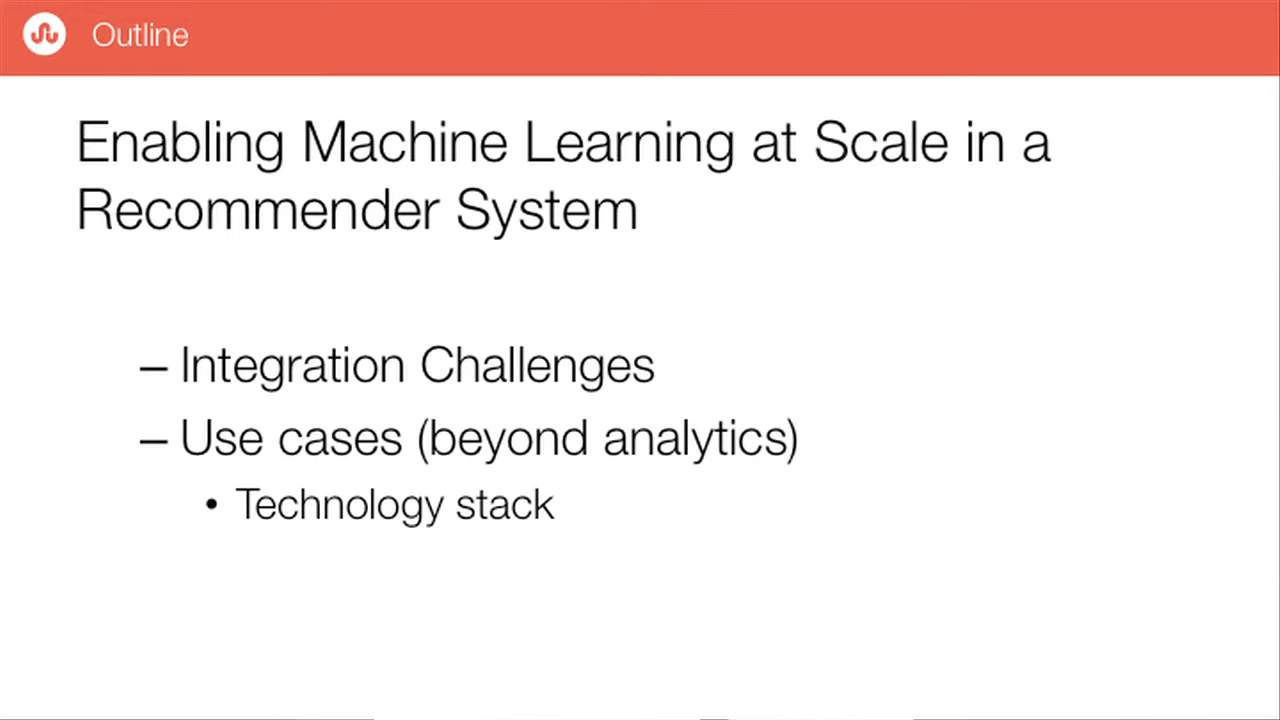 Outline
Enabling Machine Learning at Scale in a
Recommender System
– Integration Challenges
– Use cases (beyond analytics)
• Technology stack